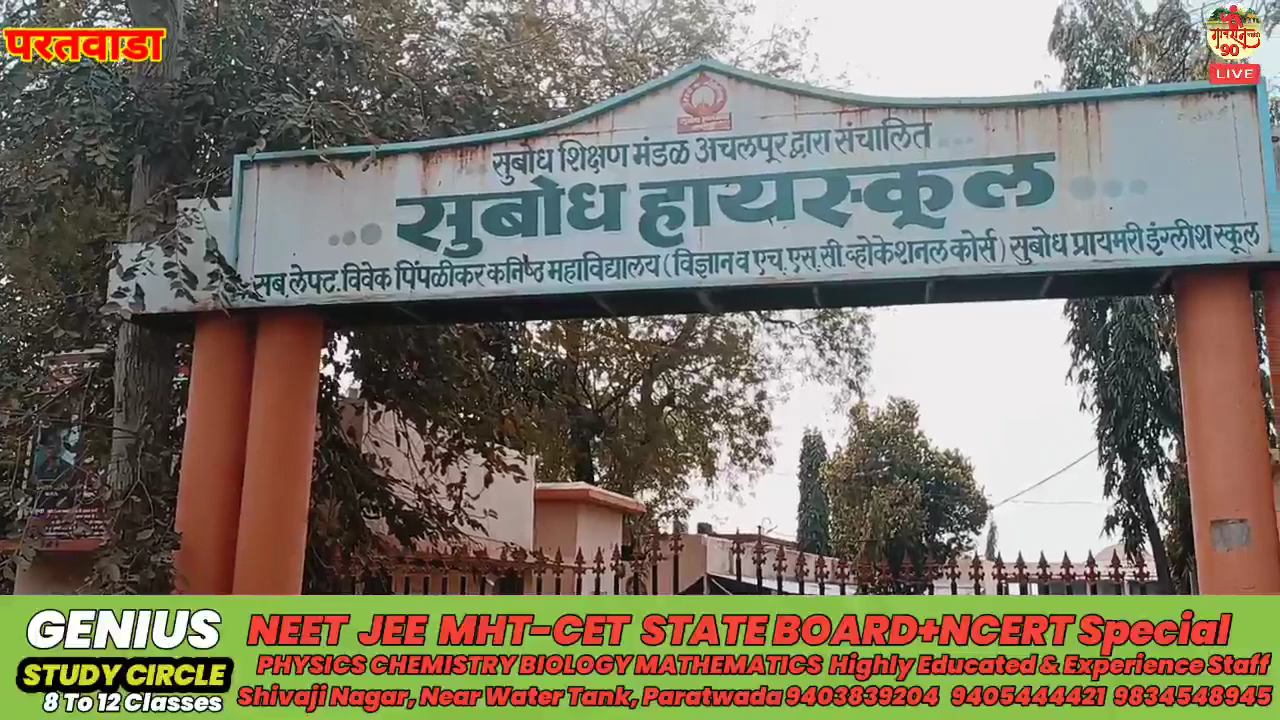 परतवाडा
LIVE
सुबोध शिक्षण मंडळ अचलपूर द्वारा संचालित
सुबोध हायस्कूल
सब. लेफ्ट. विवेक पिंपळीकर कनिष्ठ महाविद्यालय (विज्ञान व एच. एस. सी व्होकेशनल कोर्स) सुबोध प्रायमरी इंग्लीश स्कूल
GENIUS
STUDY CIRCLE
8 To 12 Classes
NEET JEE MHT-CET STATE BOARD+NCERT Special
PHYSICS CHEMISTRY BIOLOGY MATHEMATICS Highly Educated & Experience Staff
Shivaji Nagar, Near Water Tank, Paratwada 9403839204 9405444421 9834548945